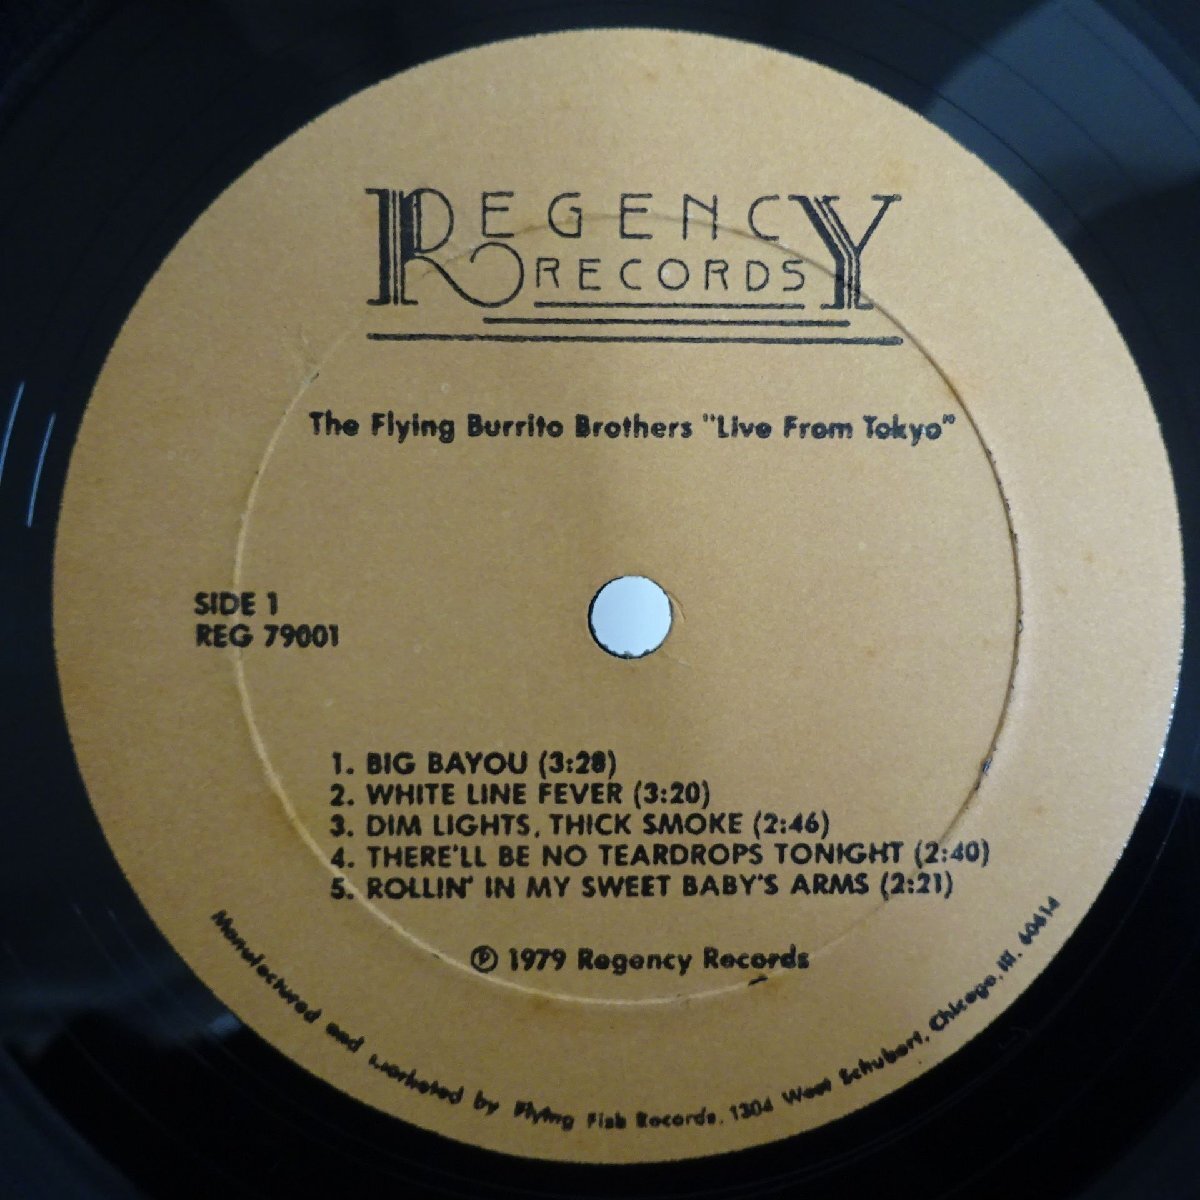 REGENCY
RECORDS
The Flying Burrito Brothers "Live From Tokyo"
SIDE 1
REG 79001
1. BIG BAYOU (3:28)
2. WHITE LINE FEVER (3:20)
3. DIM LIGHTS, THICK SMOKE (2:46)
4. THERE'LL BE NO TEARDROPS TONIGHT (2:40)
5. ROLLIN' IN MY SWEET BABY'S ARMS (2:21)
℗ 1979 Regency Records
Manufactured and Marketed by Flying Fish Records, 1304 West Schubert, Chicago, Ill. 60614